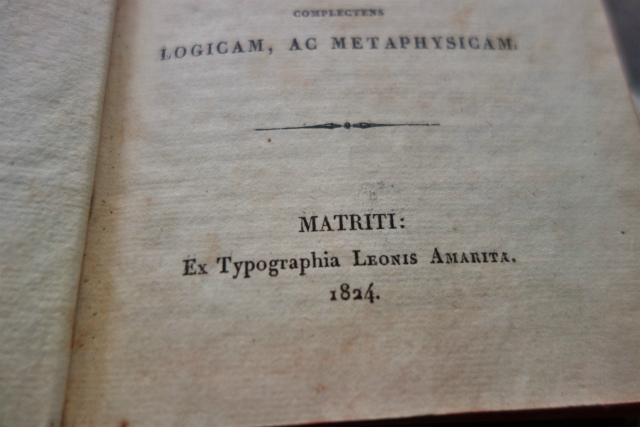 COMPLECTENS
LOGICAM, AC METAPHYSICAM.
MATRITI:
Ex Typographia Leonis Amarita.
1824.